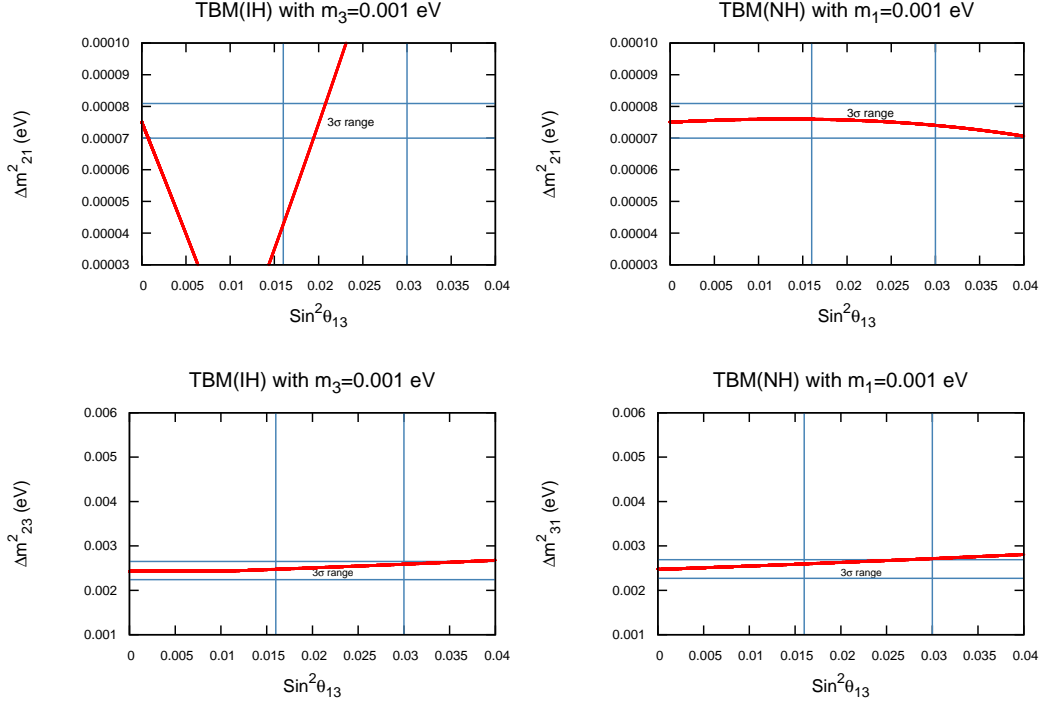 TBM(IH) with m3=0.001 eV
Δm²21 (eV)
0.00010
0.00009
0.00008
0.00007
0.00006
0.00005
0.00004
0.00003
3σ range
0 0.005 0.01 0.015 0.02 0.025 0.03 0.035 0.04
Sin²θ13
TBM(NH) with m1=0.001 eV
Δm²21 (eV)
0.00010
0.00009
0.00008
0.00007
0.00006
0.00005
0.00004
0.00003
3σ range
0 0.005 0.01 0.015 0.02 0.025 0.03 0.035 0.04
Sin²θ13
TBM(IH) with m3=0.001 eV
Δm²23 (eV)
0.006
0.005
0.004
0.003
0.002
0.001
3σ range
0 0.005 0.01 0.015 0.02 0.025 0.03 0.035 0.04
Sin²θ13
TBM(NH) with m1=0.001 eV
Δm²31 (eV)
0.006
0.005
0.004
0.003
0.002
0.001
3σ range
0 0.005 0.01 0.015 0.02 0.025 0.03 0.035 0.04
Sin²θ13